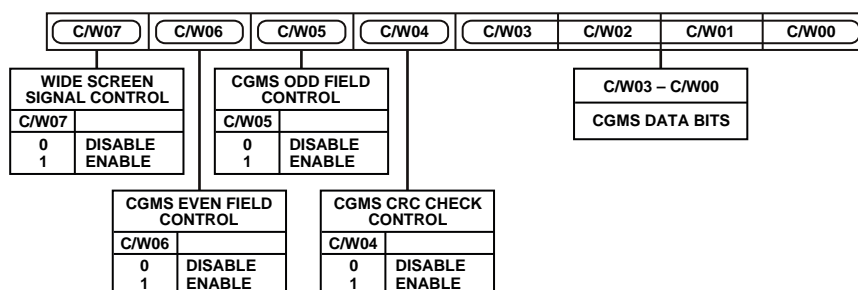 C/W07 C/W06 C/W05 C/W04 C/W03 C/W02 C/W01 C/W00
WIDE SCREEN
SIGNAL CONTROL
C/W07
0 DISABLE
1 ENABLE
CGMS ODD FIELD
CONTROL
C/W05
0 DISABLE
1 ENABLE
C/W03 – C/W00
CGMS DATA BITS
CGMS EVEN FIELD
CONTROL
C/W06
0 DISABLE
1 ENABLE
CGMS CRC CHECK
CONTROL
C/W04
0 DISABLE
1 ENABLE